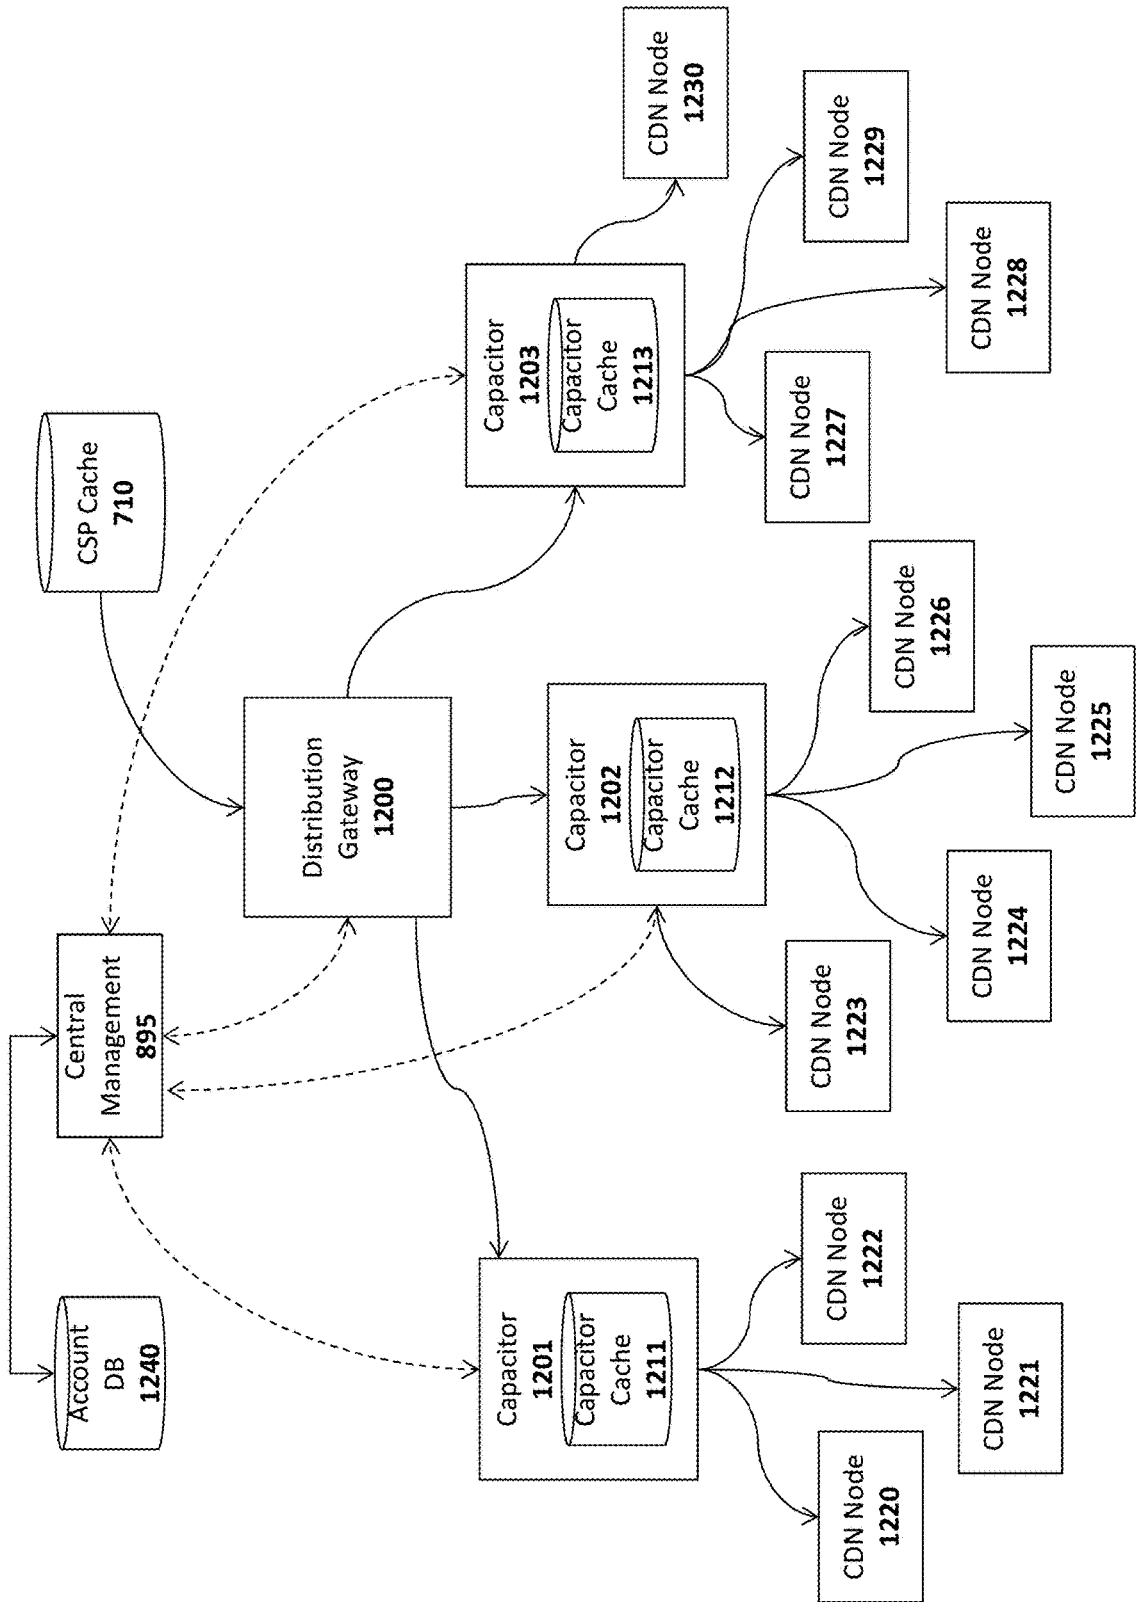 Account
DB
1240
Central
Management
895
CSP Cache
710
Distribution
Gateway
1200
Capacitor
1201
Capacitor
Cache
1211
Capacitor
1202
Capacitor
Cache
1212
Capacitor
1203
Capacitor
Cache
1213
CDN Node
1220
CDN Node
1221
CDN Node
1222
CDN Node
1223
CDN Node
1224
CDN Node
1225
CDN Node
1226
CDN Node
1227
CDN Node
1228
CDN Node
1229
CDN Node
1230